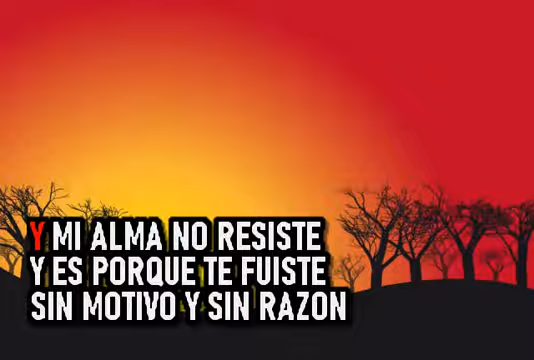 Y MI ALMA NO RESISTE
Y ES PORQUE TE FUISTE
SIN MOTIVO Y SIN RAZON